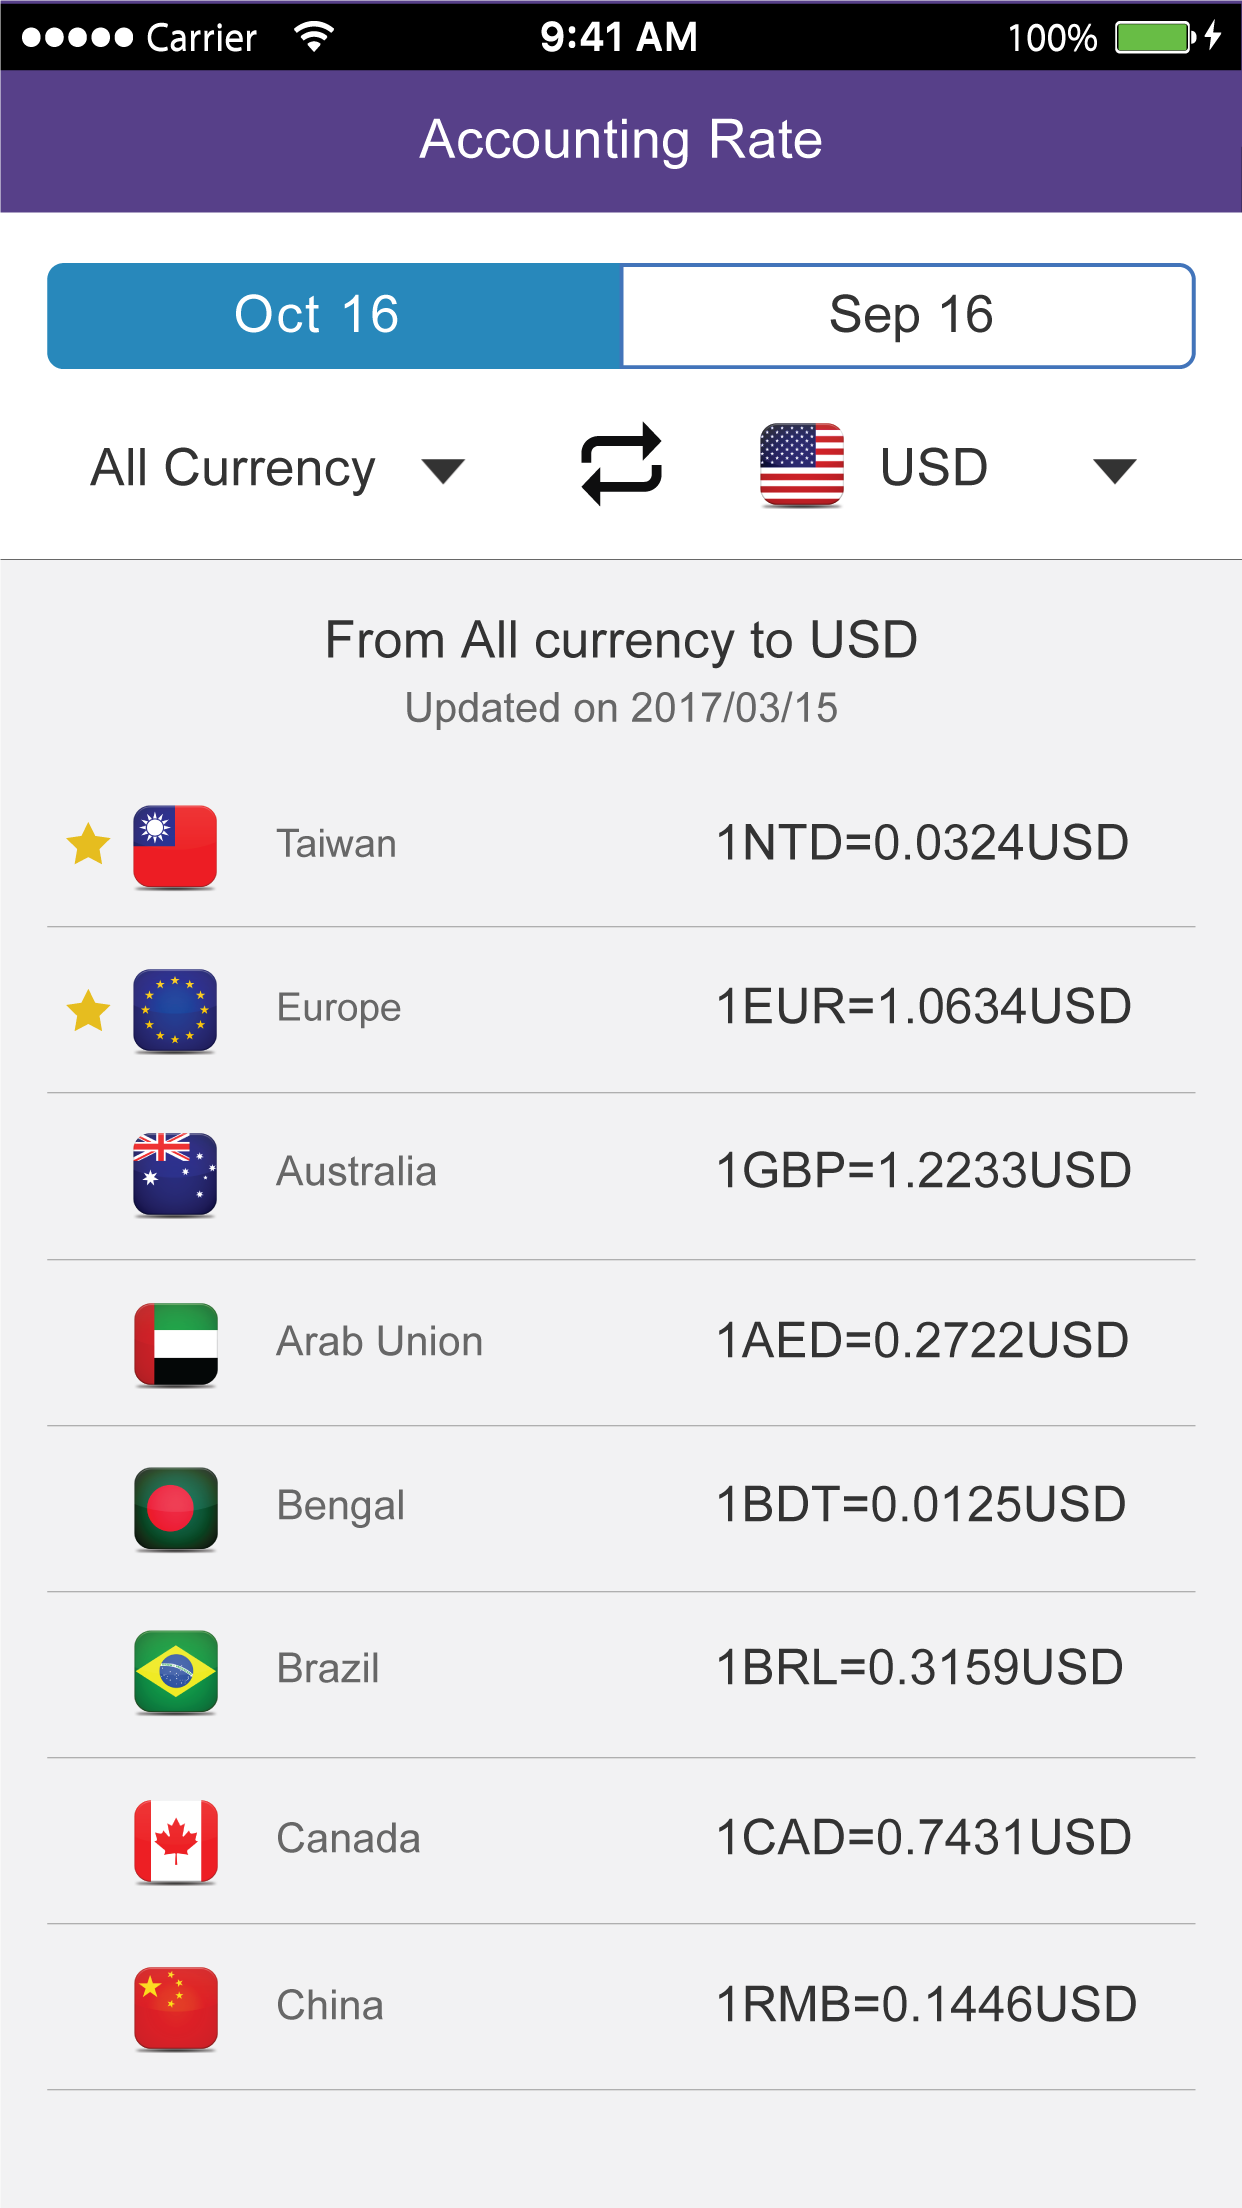 Carrier 9:41 AM 100%
Accounting Rate
Oct 16 Sep 16
All Currency USD
From All currency to USD
Updated on 2017/03/15
Taiwan 1NTD=0.0324USD
Europe 1EUR=1.0634USD
Australia 1GBP=1.2233USD
Arab Union 1AED=0.2722USD
Bengal 1BDT=0.0125USD
Brazil 1BRL=0.3159USD
Canada 1CAD=0.7431USD
China 1RMB=0.1446USD